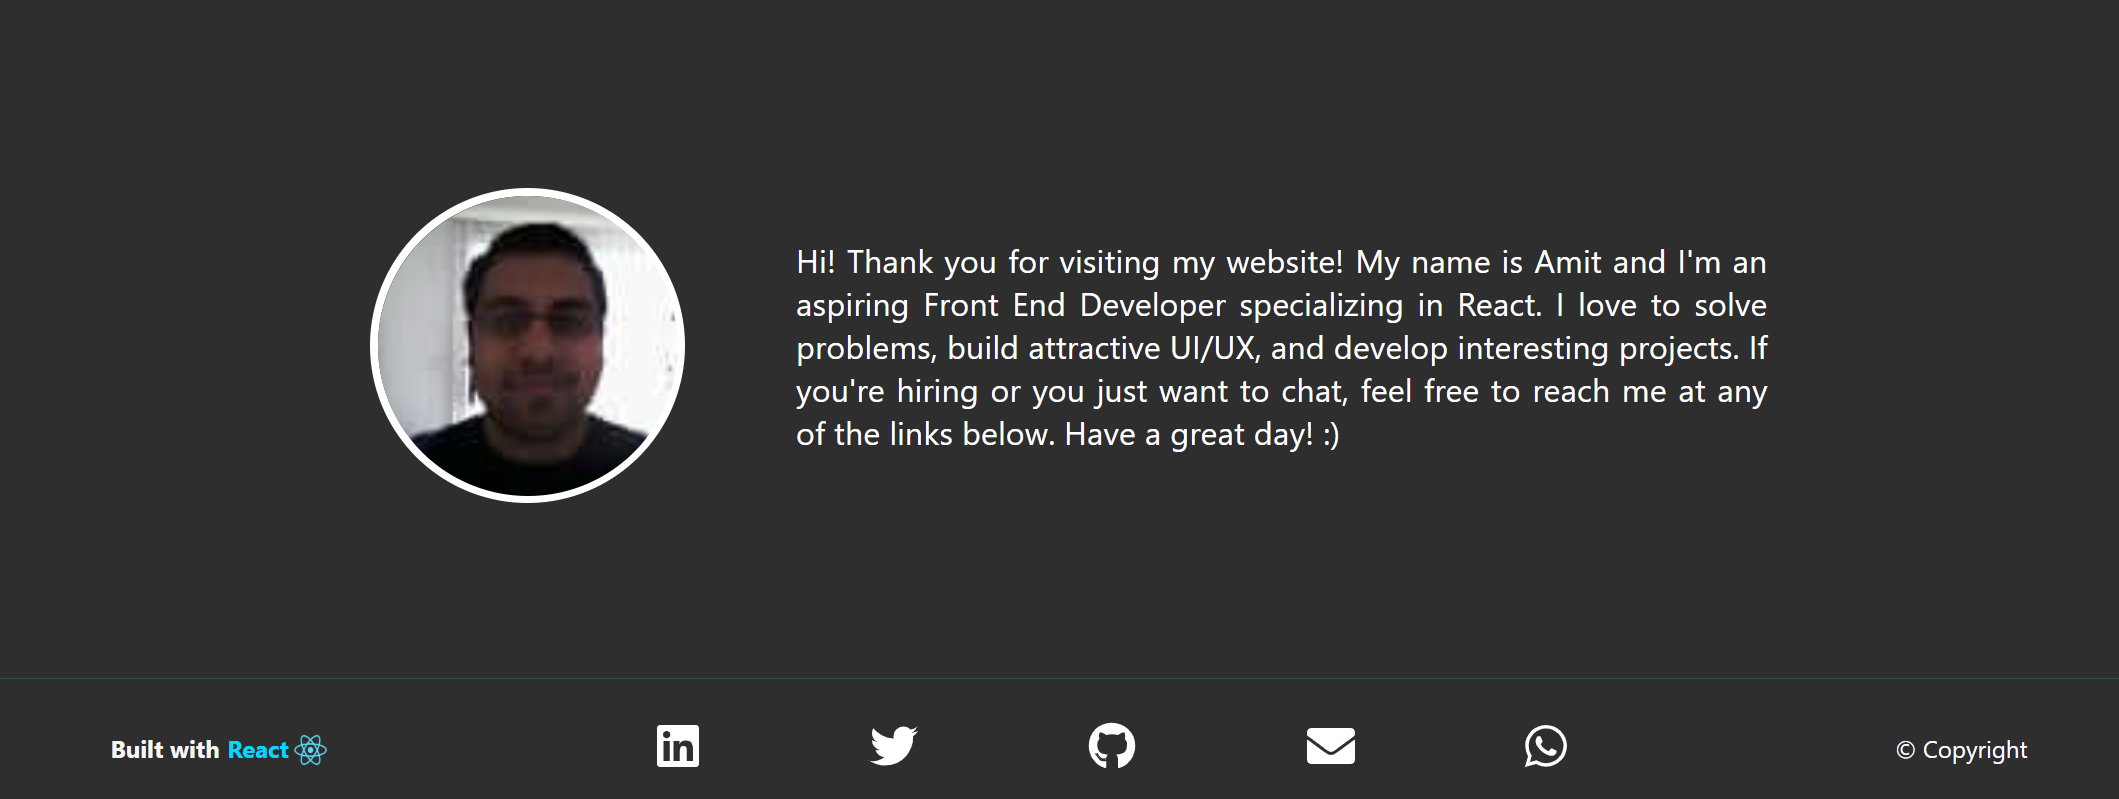 Hi! Thank you for visiting my website! My name is Amit and I'm an
aspiring Front End Developer specializing in React. I love to solve
problems, build attractive UI/UX, and develop interesting projects. If
you're hiring or you just want to chat, feel free to reach me at any
of the links below. Have a great day! :)
Built with React
in
© Copyright